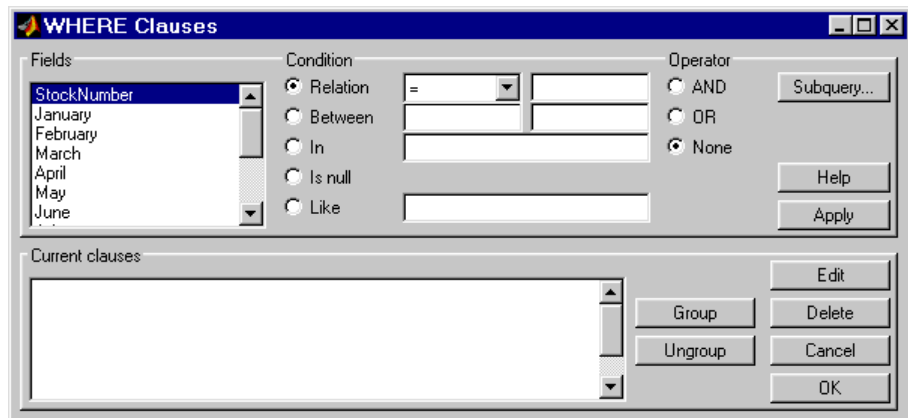 WHERE Clauses
Fields
StockNumber
January
February
March
April
May
June
Condition
Relation
=
Between
In
Is null
Like
Operator
AND
OR
None
Subquery...
Help
Apply
Current clauses
Group
Ungroup
Edit
Delete
Cancel
OK